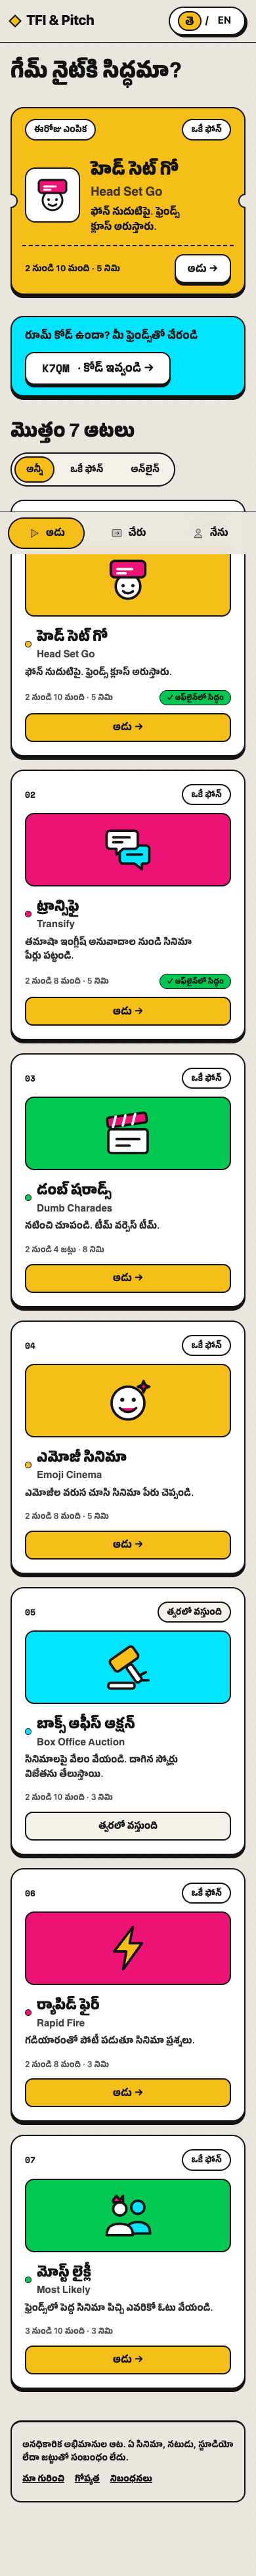 TFI & Pitch
తె / EN
గేమ్ నైట్‌కి సిద్ధమా?
ఈరోజు ఎంపిక
ఒకే ఫోన్
హెడ్ సెట్ గో
Head Set Go
ఫోన్ నుదుటిపై. ఫ్రెండ్స్
క్లూస్ అరుస్తారు.
2 నుండి 10 మంది · 5 నిమి
ఆడు →
రూమ్ కోడ్ ఉందా? మీ ఫ్రెండ్స్‌తో చేరండి
K7QM · కోడ్ ఇవ్వండి →
మొత్తం 7 ఆటలు
అన్నీ
ఒకే ఫోన్
ఆన్‌లైన్
ఆడు
చేరు
నేను
హెడ్ సెట్ గో
Head Set Go
ఫోన్ నుదుటిపై. ఫ్రెండ్స్ క్లూస్ అరుస్తారు.
2 నుండి 10 మంది · 5 నిమి
✓ ఆఫ్‌లైన్‌లో సిద్ధం
ఆడు →
02
ఒకే ఫోన్
ట్రాన్సిఫై
Transify
తమాషా ఇంగ్లీష్ అనువాదాల నుండి సినిమా
పేర్లు పట్టండి.
2 నుండి 8 మంది · 5 నిమి
✓ ఆఫ్‌లైన్‌లో సిద్ధం
ఆడు →
03
ఒకే ఫోన్
డంబ్ షరాడ్స్
Dumb Charades
నటించి చూపండి. టీమ్ వర్సెస్ టీమ్.
2 నుండి 4 జట్లు · 8 నిమి
ఆడు →
04
ఒకే ఫోన్
ఎమోజీ సినిమా
Emoji Cinema
ఎమోజీల వరుస చూసి సినిమా పేరు చెప్పండి.
2 నుండి 8 మంది · 5 నిమి
ఆడు →
05
త్వరలో వస్తుంది
బాక్స్ ఆఫీస్ ఆక్షన్
Box Office Auction
సినిమాలపై వేలం వేయండి. దాగిన స్కోర్లు
విజేతను తేలుస్తాయి.
2 నుండి 10 మంది · 3 నిమి
త్వరలో వస్తుంది
06
ఒకే ఫోన్
ర్యాపిడ్ ఫైర్
Rapid Fire
గడియారంతో పోటీ పడుతూ సినిమా ప్రశ్నలు.
2 నుండి 8 మంది · 3 నిమి
ఆడు →
07
ఒకే ఫోన్
మోస్ట్ లైక్లీ
Most Likely
ఫ్రెండ్స్‌లో పెద్ద సినిమా పిచ్చి ఎవరికో ఓటు వేయండి.
3 నుండి 10 మంది · 3 నిమి
ఆడు →
అనధికారిక అభిమానుల ఆట. ఏ సినిమా, నటుడు, స్టూడియో
లేదా జట్టుతో సంబంధం లేదు.
మా గురించి గోప్యత నిబంధనలు